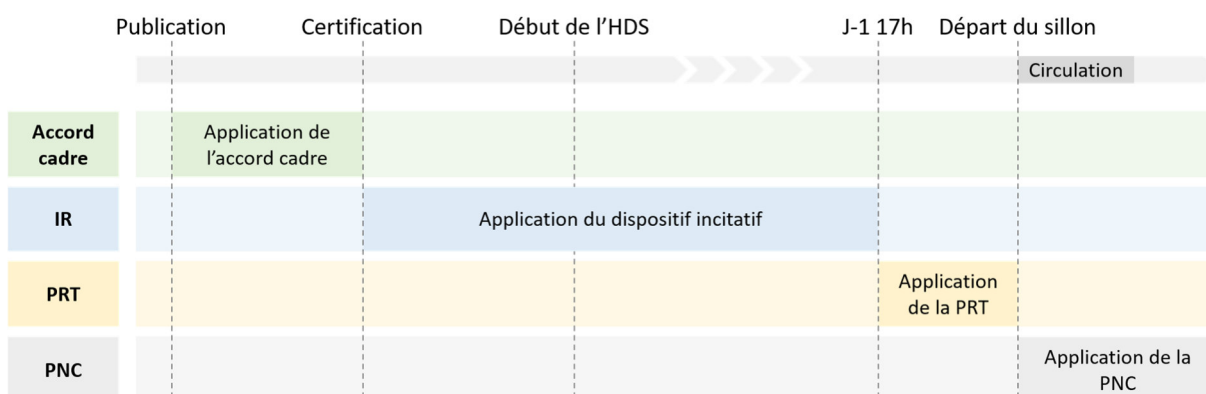 Publication Certification Début de l’HDS J-1 17h Départ du sillon
Circulation
Accord
cadre
Application de
l’accord cadre
IR
Application du dispositif incitatif
PRT
Application
de la PRT
PNC
Application de la
PNC